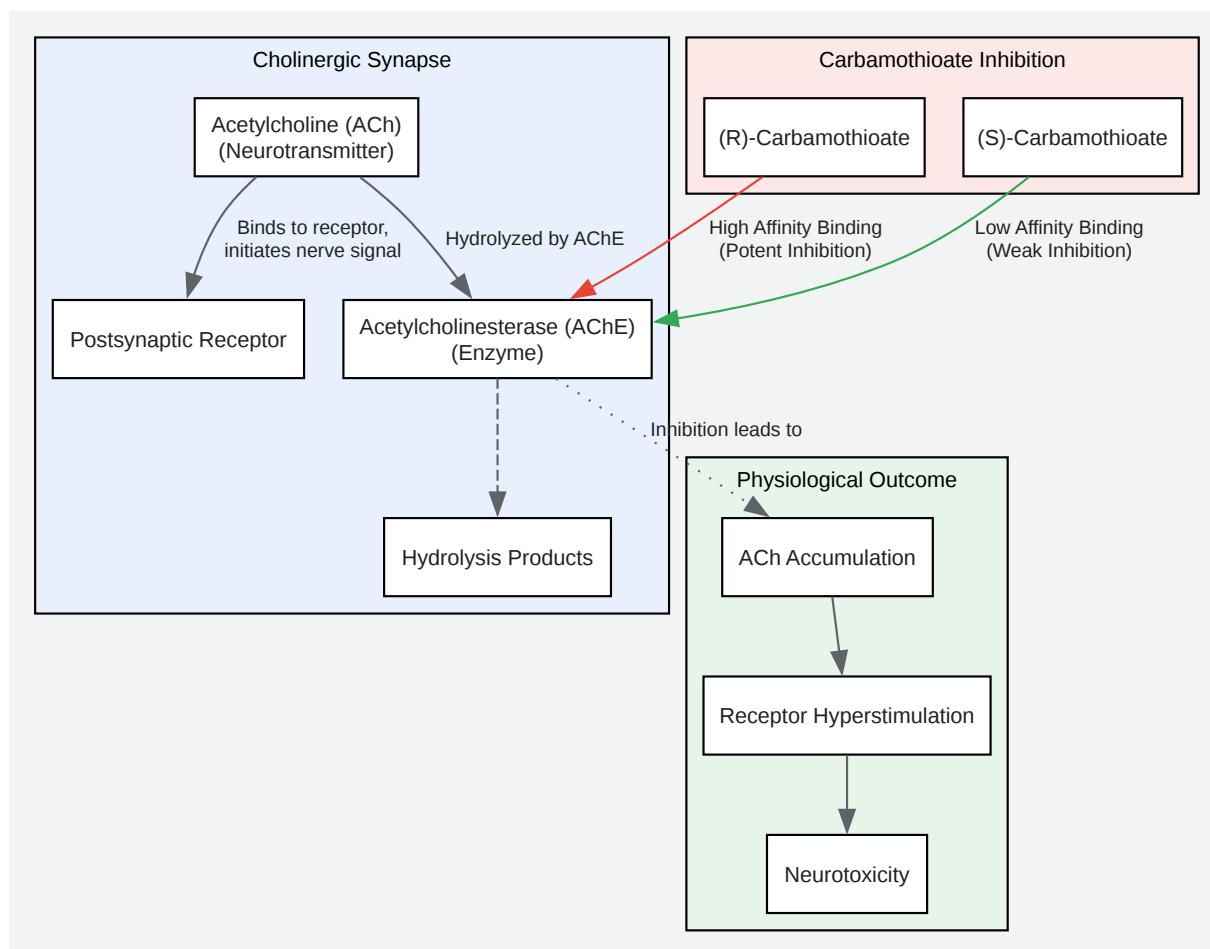 Cholinergic Synapse
Acetylcholine (ACh)
(Neurotransmitter)
Binds to receptor,
initiates nerve signal
Hydrolyzed by AChE
Postsynaptic Receptor
Acetylcholinesterase (AChE)
(Enzyme)
Hydrolysis Products
Carbamothioate Inhibition
(R)-Carbamothioate
(S)-Carbamothioate
High Affinity Binding
(Potent Inhibition)
Low Affinity Binding
(Weak Inhibition)
Inhibition leads to
Physiological Outcome
ACh Accumulation
Receptor Hyperstimulation
Neurotoxicity